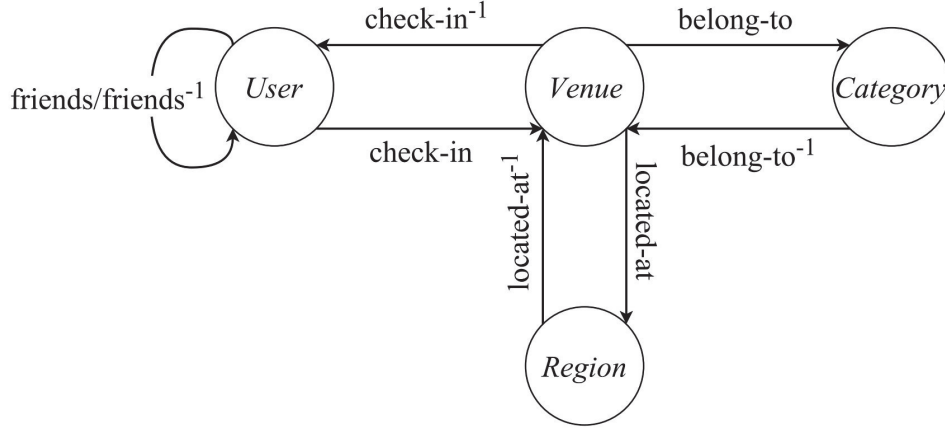 check-in⁻¹
belong-to
friends/friends⁻¹
User
Venue
Category
check-in
belong-to⁻¹
located-at⁻¹
located-at
Region